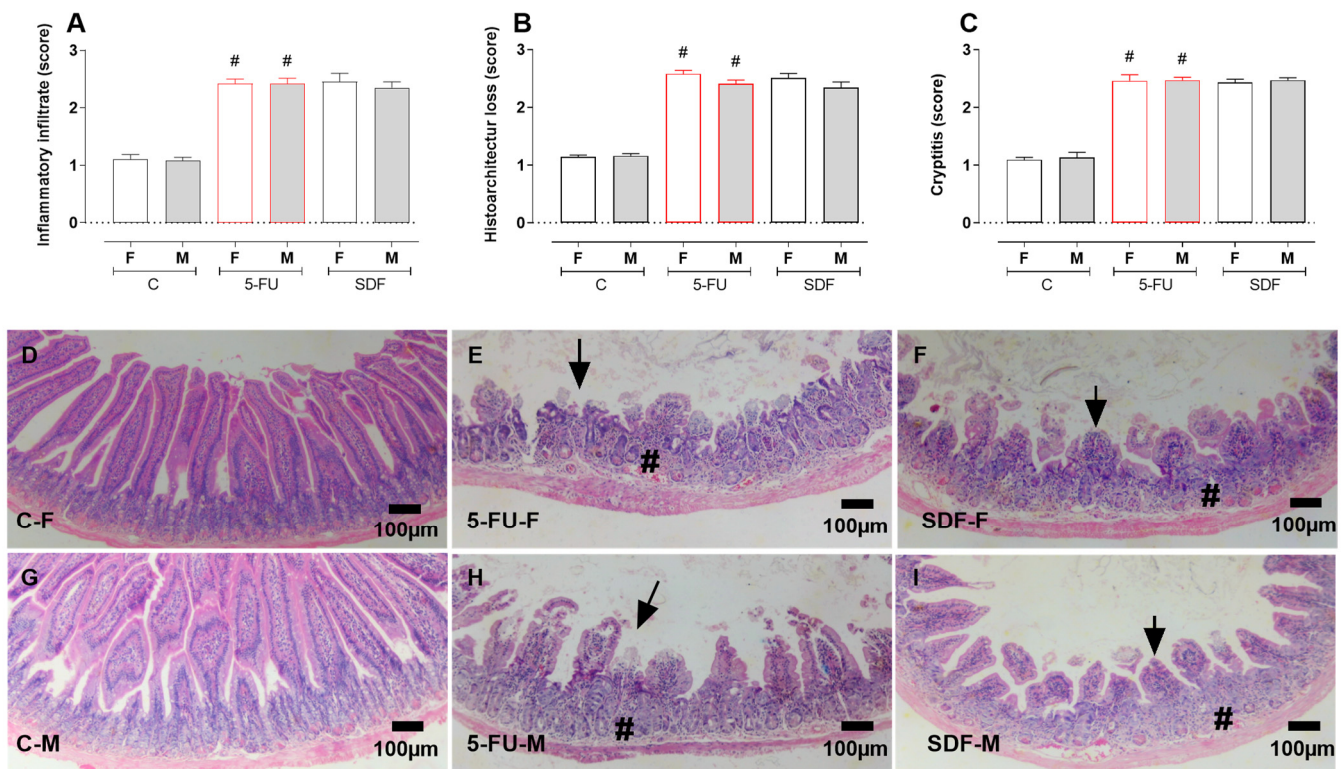 A
Inflammatory infiltrate (score)
3
2
1
0
# #
F M F M F M
C 5-FU SDF
B
Histoarchitectur loss (score)
3
2
1
0
# #
F M F M F M
C 5-FU SDF
C
Cryptitis (score)
3
2
1
0
# #
F M F M F M
C 5-FU SDF
D
C-F
100µm
E
#
5-FU-F
100µm
F
#
SDF-F
100µm
G
C-M
100µm
H
#
5-FU-M
100µm
I
#
SDF-M
100µm